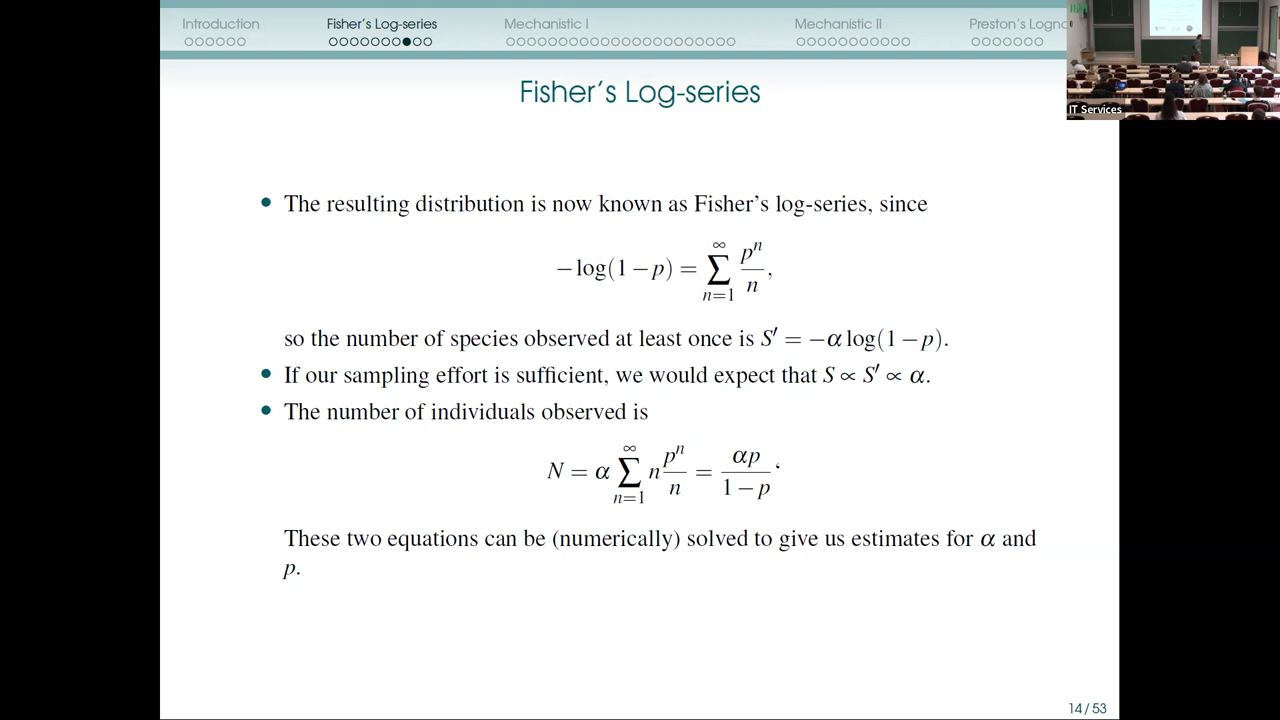 Introduction Fisher's Log-series Mechanistic I Mechanistic II Preston's Logno
Fisher's Log-series
IT Services
• The resulting distribution is now known as Fisher's log-series, since
−log(1−p) = ∑_{n=1}^{∞} p^n/n,
so the number of species observed at least once is S′ = −α log(1−p).
• If our sampling effort is sufficient, we would expect that S ∝ S′ ∝ α.
• The number of individuals observed is
N = α ∑_{n=1}^{∞} n p^n/n = αp/(1−p).
These two equations can be (numerically) solved to give us estimates for α and
p.
14 / 53